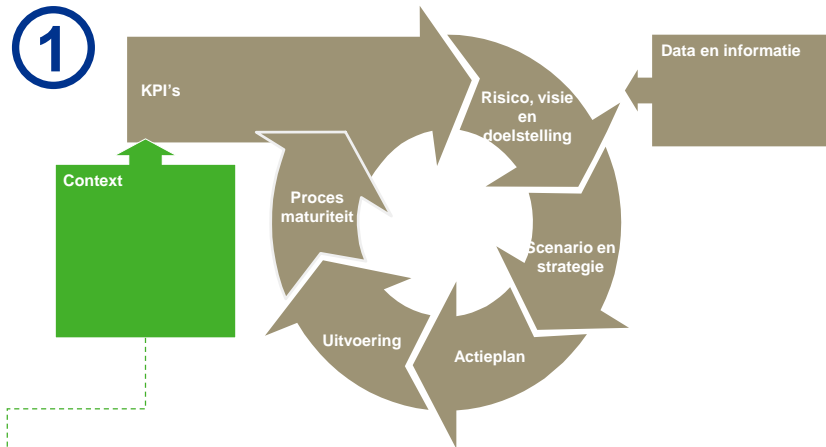 1
KPI's
Data en informatie
Risico, visie
en
doelstelling
Context
Proces
maturiteit
Scenario en
strategie
Uitvoering
Actieplan